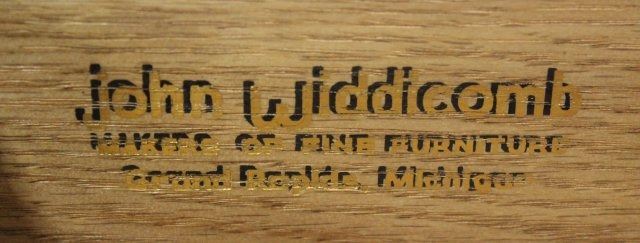 john widdicomb
MAKERS OF FINE FURNITURE
Grand Rapids, Michigan